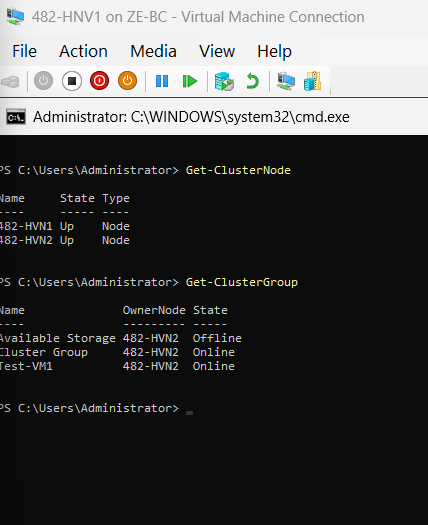 482-HNV1 on ZE-BC - Virtual Machine Connection
File Action Media View Help
Administrator: C:\WINDOWS\system32\cmd.exe
PS C:\Users\Administrator> Get-ClusterNode
Name State Type
---- ----- ----
482-HVN1 Up Node
482-HVN2 Up Node
PS C:\Users\Administrator> Get-ClusterGroup
Name OwnerNode State
---- --------- -----
Available Storage 482-HVN2 Offline
Cluster Group 482-HVN2 Online
Test-VM1 482-HVN2 Online
PS C:\Users\Administrator>